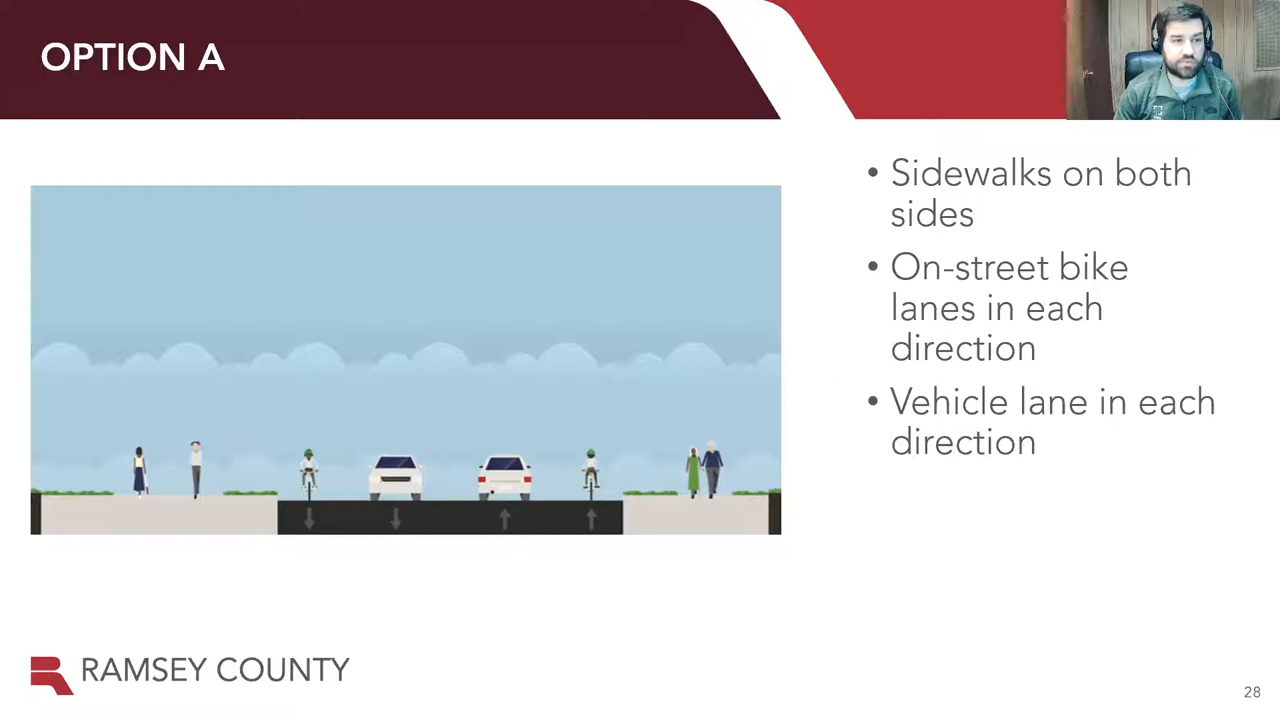 OPTION A
• Sidewalks on both
sides
• On-street bike
lanes in each
direction
• Vehicle lane in each
direction
RAMSEY COUNTY
28